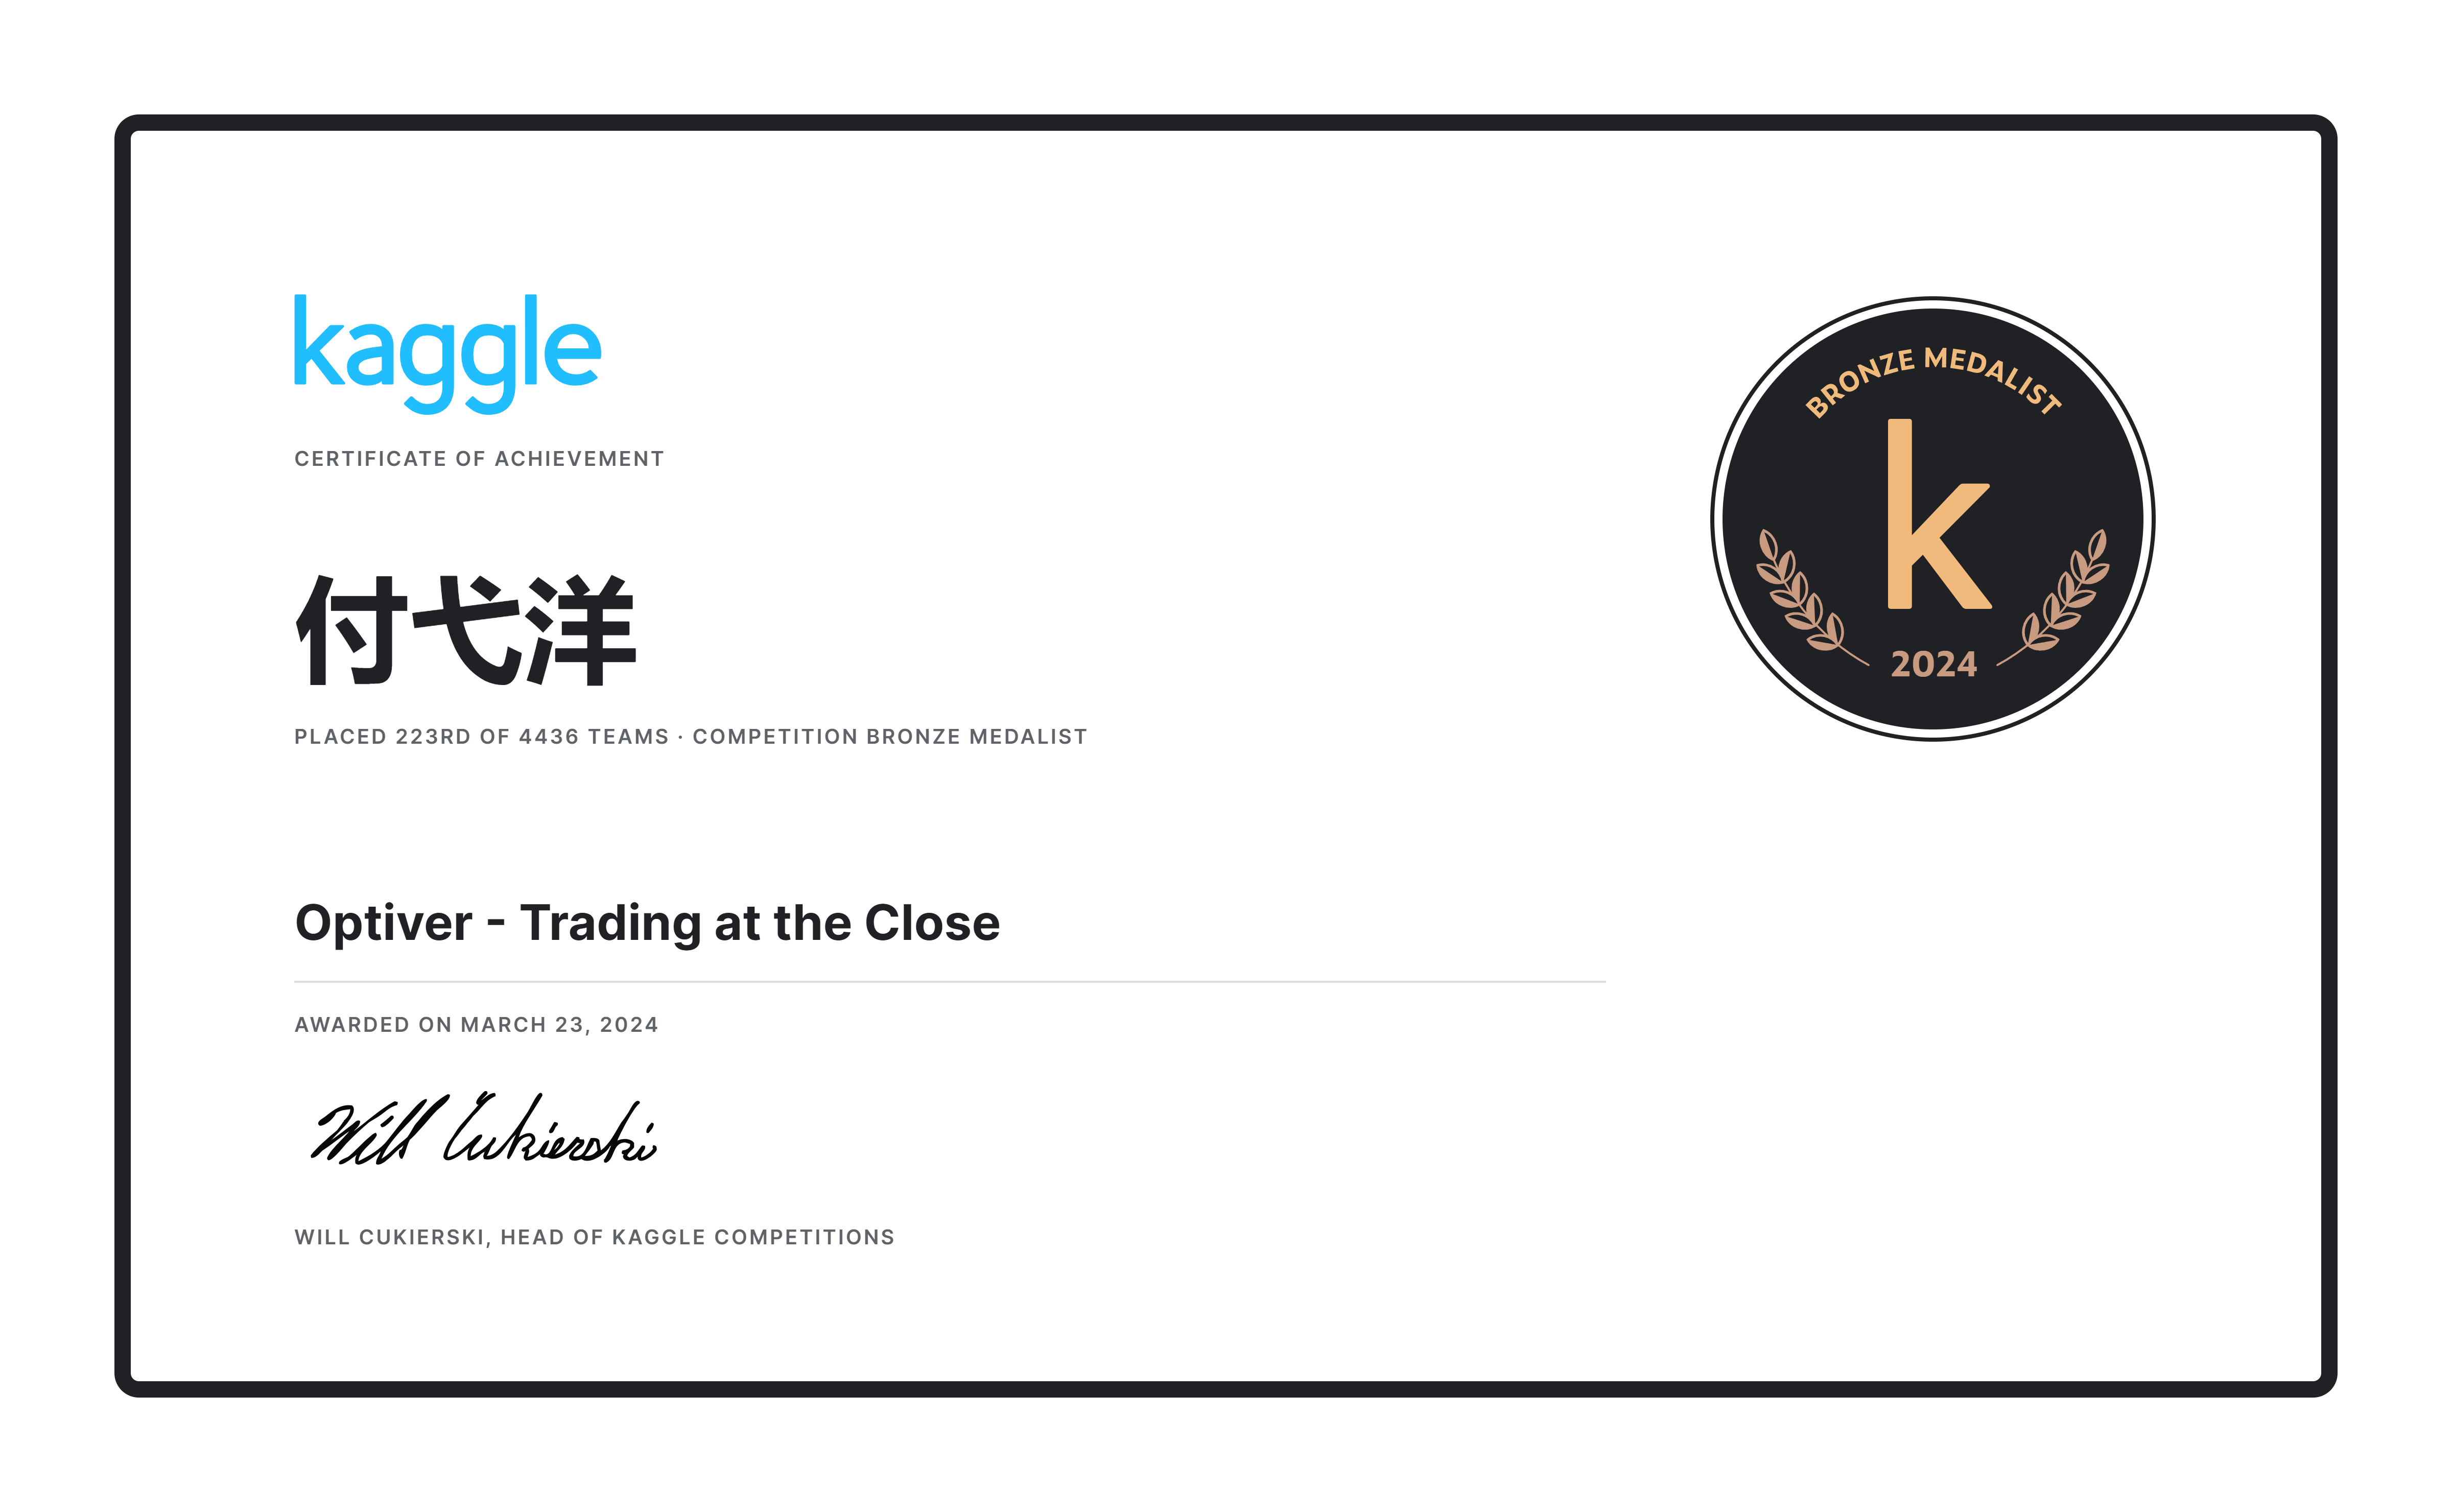 kaggle
CERTIFICATE OF ACHIEVEMENT
付弋洋
PLACED 223RD OF 4436 TEAMS · COMPETITION BRONZE MEDALIST
BRONZE MEDALIST
k
2024
Optiver - Trading at the Close
AWARDED ON MARCH 23, 2024
Will Cukierski
WILL CUKIERSKI, HEAD OF KAGGLE COMPETITIONS